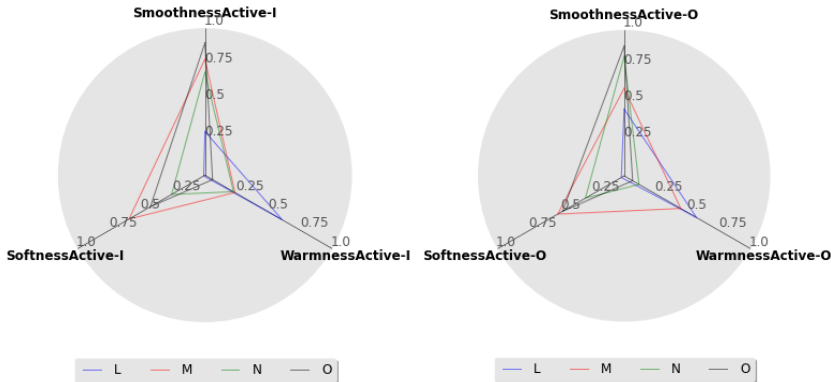 SmoothnessActive-I
1.0
0.75
0.5
0.25
0.25 0.25
0.5 0.5
0.75 0.75
1.0 1.0
SoftnessActive-I WarmnessActive-I
L M N O
SmoothnessActive-O
1.0
0.75
0.5
0.25
0.25 0.25
0.5 0.5
0.75 0.75
1.0 1.0
SoftnessActive-O WarmnessActive-O
L M N O